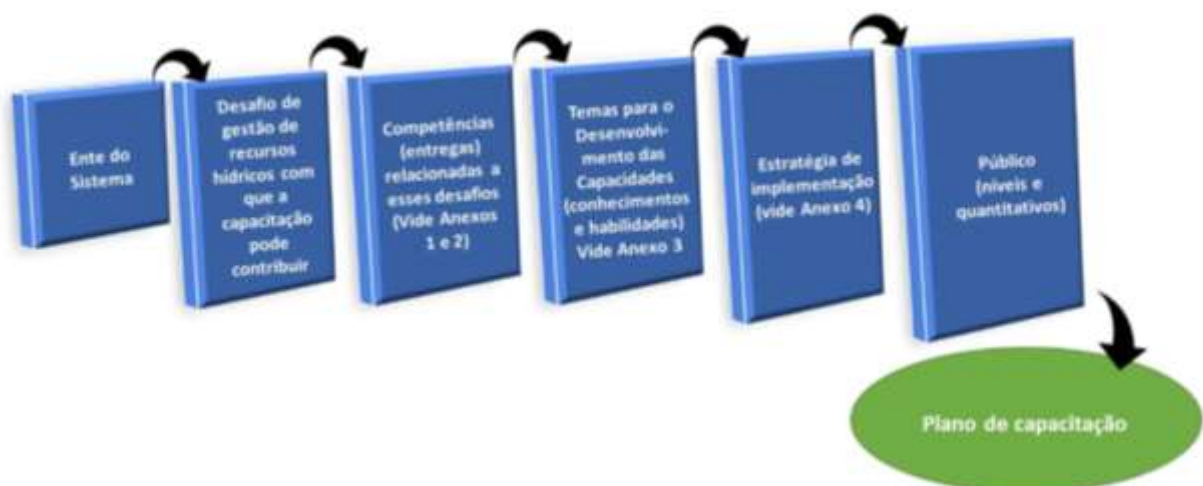 Ente do
Sistema
Desafio de
gestão de
recursos
hídricos com
que a
capacitação
pode
contribuir
Competências
(entregas)
relacionadas a
esses desafios
(Vide Anexos
1 e 2)
Temas para o
Desenvolvi-
mento das
Capacidades
(conhecimentos
e habilidades)
Vide Anexo 3
Estratégia de
implementação
(vide Anexo 4)
Público
(níveis e
quantitativos)
Plano de capacitação